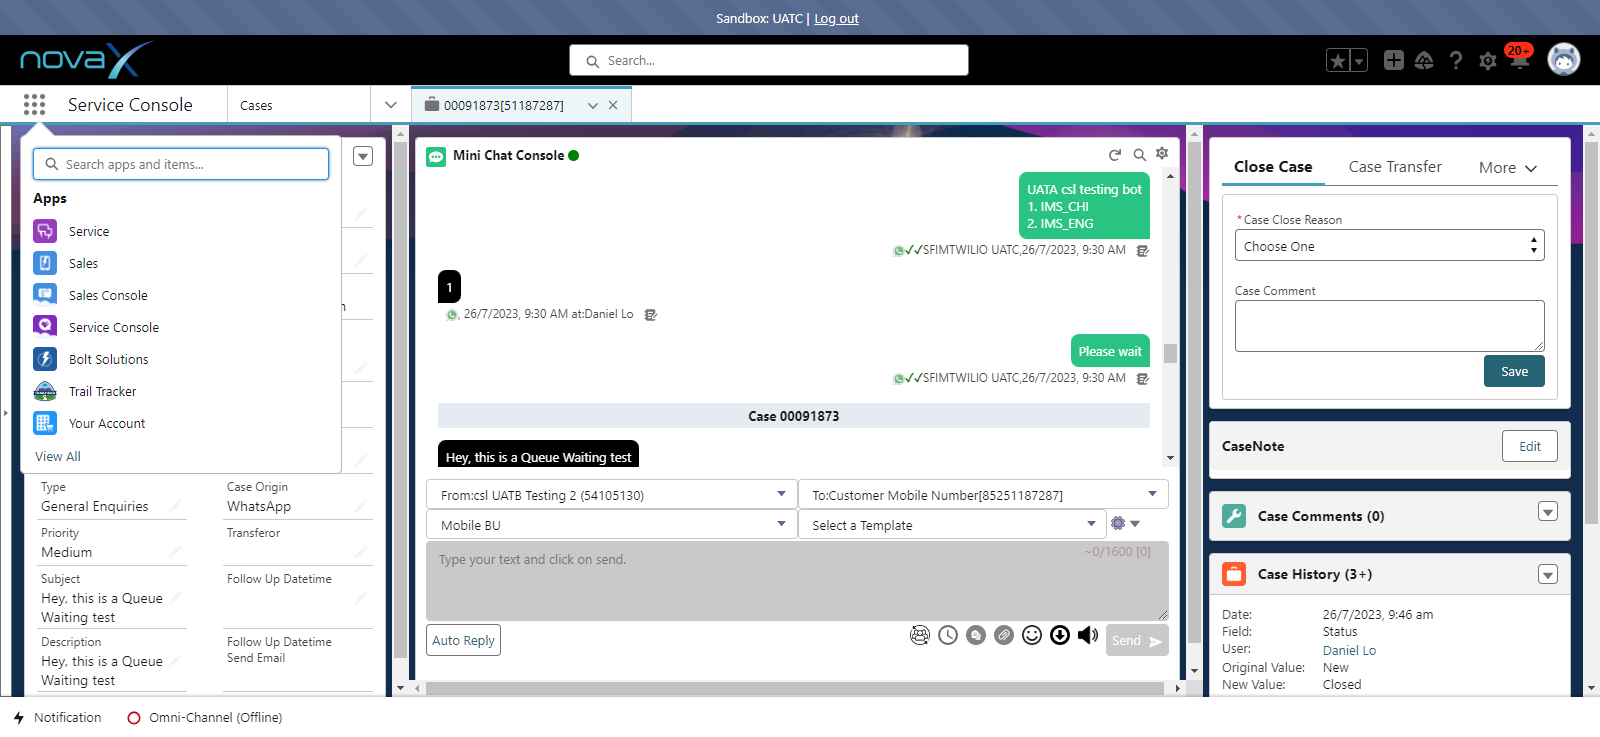 Sandbox: UATC | Log out
novaX
Search...
20+
Service Console
Cases
00091873[51187287]
Search apps and items...
Apps
Service
Sales
Sales Console
Service Console
Bolt Solutions
Trail Tracker
Your Account
View All
Type
General Enquiries
Case Origin
WhatsApp
Priority
Medium
Transferor
Subject
Hey, this is a Queue
Waiting test
Follow Up Datetime
Description
Hey, this is a Queue
Waiting test
Follow Up Datetime
Send Email
Mini Chat Console
UATA csl testing bot
1. IMS_CHI
2. IMS_ENG
✓✓SFIMTWILIO UATC,26/7/2023, 9:30 AM
1
, 26/7/2023, 9:30 AM at:Daniel Lo
Please wait
✓✓SFIMTWILIO UATC,26/7/2023, 9:30 AM
Case 00091873
Hey, this is a Queue Waiting test
From:csl UATB Testing 2 (54105130)
To:Customer Mobile Number[85251187287]
Mobile BU
Select a Template
Type your text and click on send.
~0/1600 [0]
Auto Reply
Send
Close Case
Case Transfer
More
*Case Close Reason
Choose One
Case Comment
Save
CaseNote
Edit
Case Comments (0)
Case History (3+)
Date: 26/7/2023, 9:46 am
Field: Status
User: Daniel Lo
Original Value: New
New Value: Closed
Notification
Omni-Channel (Offline)